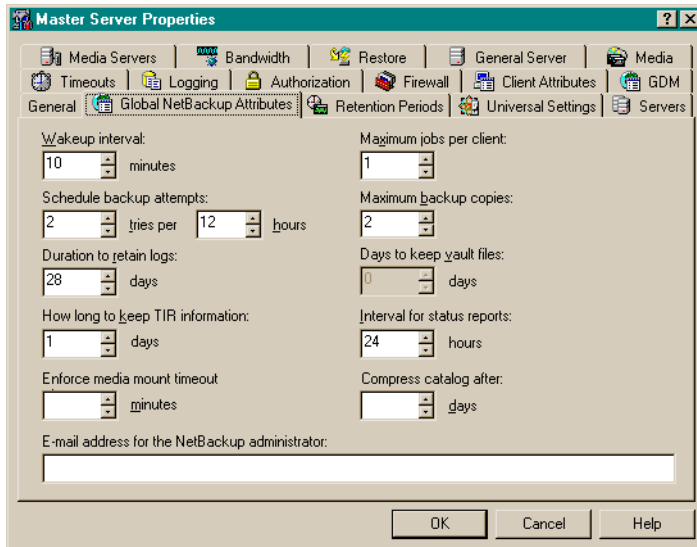 Master Server Properties
Media Servers Bandwidth Restore General Server Media
Timeouts Logging Authorization Firewall Client Attributes GDM
General Global NetBackup Attributes Retention Periods Universal Settings Servers
Wakeup interval: Maximum jobs per client:
10 minutes 1
Schedule backup attempts: Maximum backup copies:
2 tries per 12 hours 2
Duration to retain logs: Days to keep vault files:
28 days 0 days
How long to keep TIR information: Interval for status reports:
1 days 24 hours
Enforce media mount timeout Compress catalog after:
minutes days
E-mail address for the NetBackup administrator:
OK Cancel Help